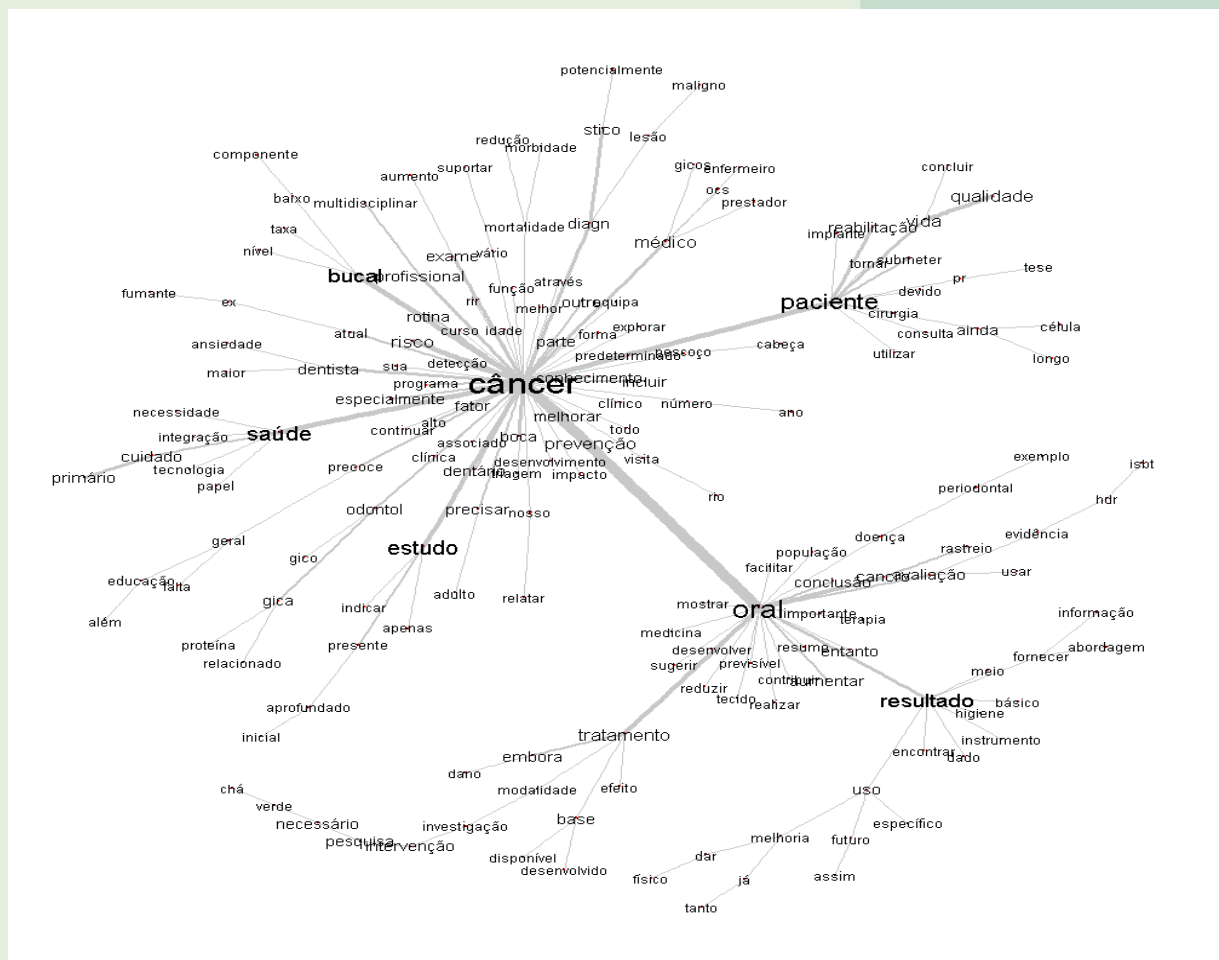 potencialmente
maligno
stico
lesão
redução
morbidade
componente
suportar
aumento
gicos
enfermeiro
concluir
ocs
prestador
qualidade
baixo
multidisciplinar
vida
reabilitação
implante
taxa
mortalidade
diagn
médico
nível
exame
vário
submeter
tornar
tese
bucal
profissional
através
pr
função
devido
fumante
ex
rir
melhor
outro
equipa
paciente
cirurgia
rotina
curso
idade
explorar
célula
atual
forma
consulta
ainda
ansiedade
risco
parte
predeterminado
pescoço
cabeça
utilizar
longo
maior
dentista
sua
detecção
câncer
conhecimento
incluir
programa
especialmente
fator
clínico
número
ano
necessidade
melhorar
alto
continuar
todo
saúde
integração
associado
boca
prevenção
cuidado
clínica
exemplo
primário
tecnologia
precoce
dentário
desenvolvimento
triagem
impacto
visita
isbt
papel
periodontal
rio
hdr
odontol
precisar
nosso
geral
doença
evidência
estudo
população
rastreio
gico
facilitar
educação
falta
conclusão
avaliação
usar
gica
adulto
relatar
indicar
mostrar
oral
importante
informação
além
terapia
apenas
medicina
proteína
presente
desenvolver
resumo
entanto
abordagem
relacionado
sugerir
previsível
fornecer
meio
reduzir
contribuir
aumentar
aprofundado
tecido
realizar
resultado
básico
higiene
inicial
tratamento
instrumento
encontrar
dado
embora
dano
chá
modalidade
efeito
uso
verde
necessário
investigação
base
específico
pesquisa
intervenção
melhoria
futuro
disponível
dar
desenvolvido
físico
já
assim
tanto